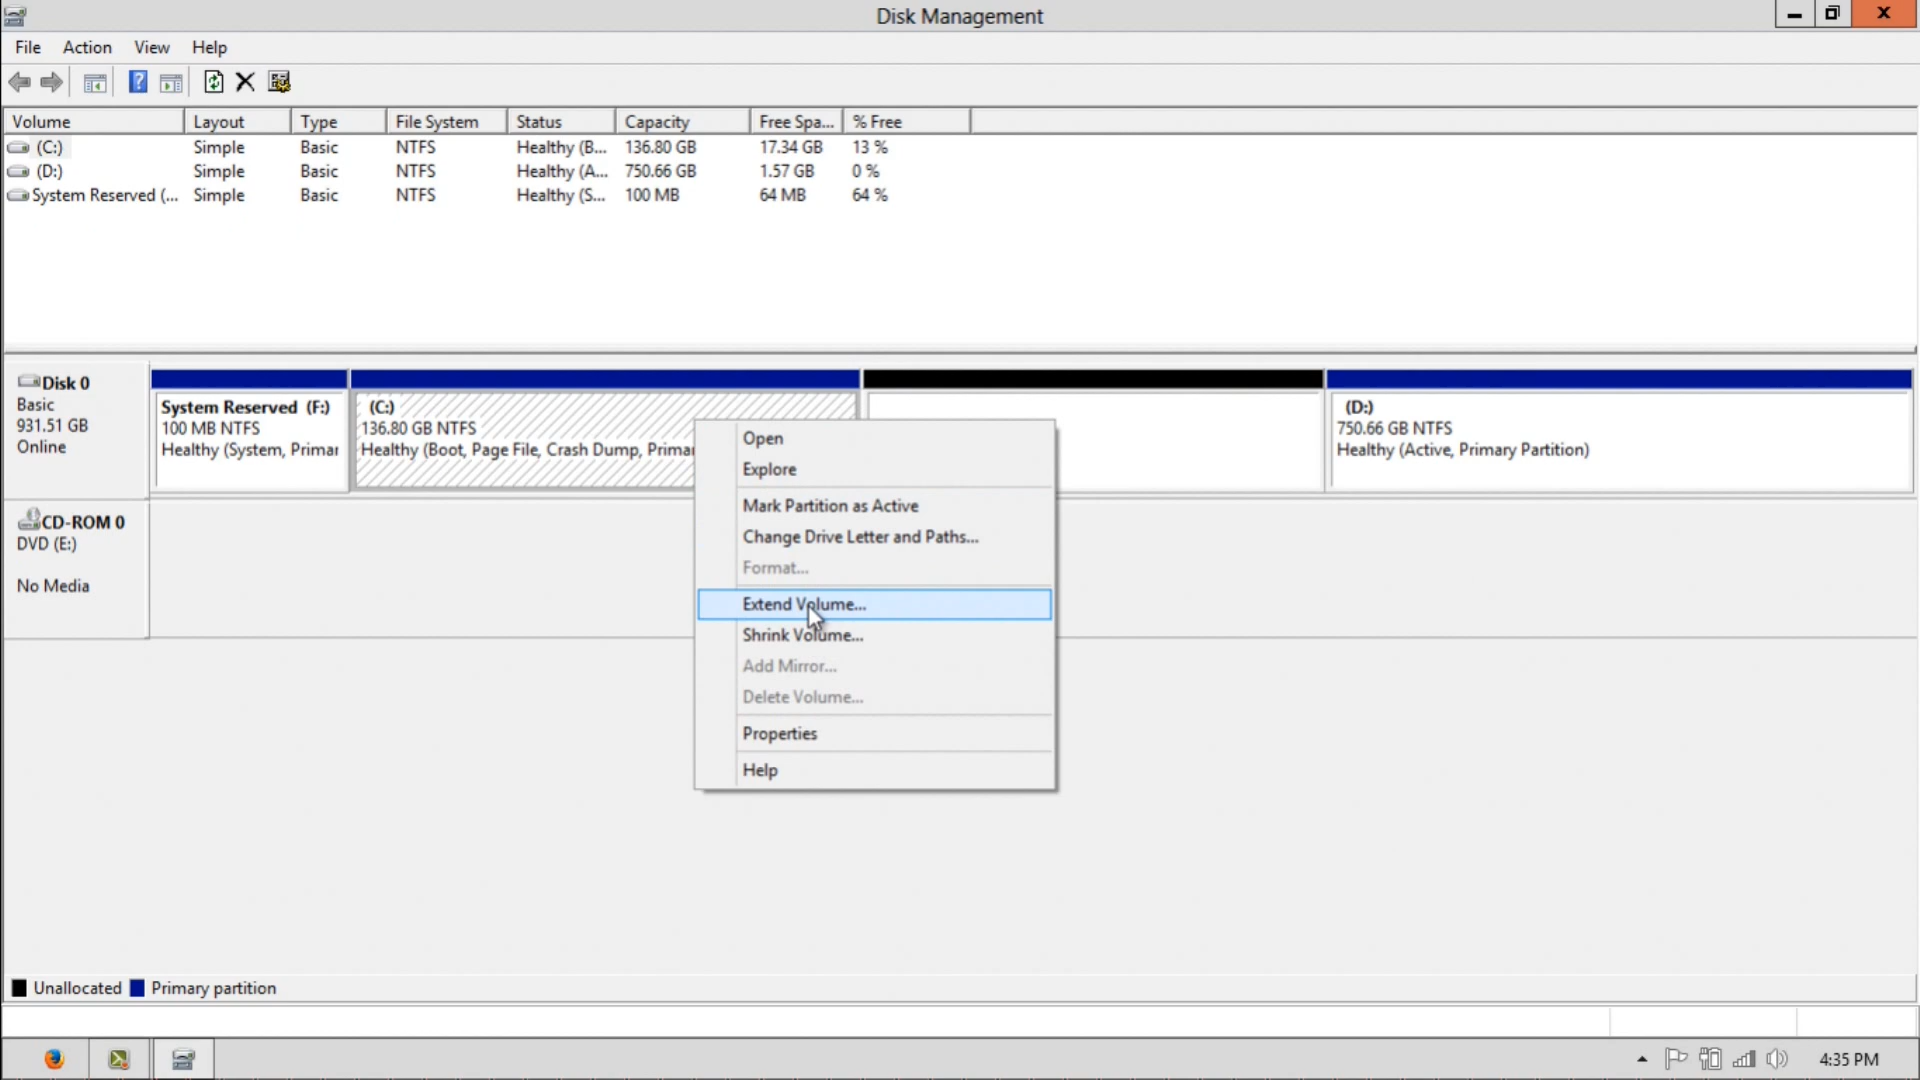 Disk Management
File Action View Help
Volume Layout Type File System Status Capacity Free Spa... % Free
(C:) Simple Basic NTFS Healthy (B... 136.80 GB 17.34 GB 13 %
(D:) Simple Basic NTFS Healthy (A... 750.66 GB 1.57 GB 0 %
System Reserved (... Simple Basic NTFS Healthy (S... 100 MB 64 MB 64 %
Disk 0
Basic
931.51 GB
Online
System Reserved (F:)
100 MB NTFS
Healthy (System, Primar
(C:)
136.80 GB NTFS
Healthy (Boot, Page File, Crash Dump, Primar
(D:)
750.66 GB NTFS
Healthy (Active, Primary Partition)
CD-ROM 0
DVD (E:)
No Media
Open
Explore
Mark Partition as Active
Change Drive Letter and Paths...
Format...
Extend Volume...
Shrink Volume...
Add Mirror...
Delete Volume...
Properties
Help
Unallocated Primary partition
4:35 PM